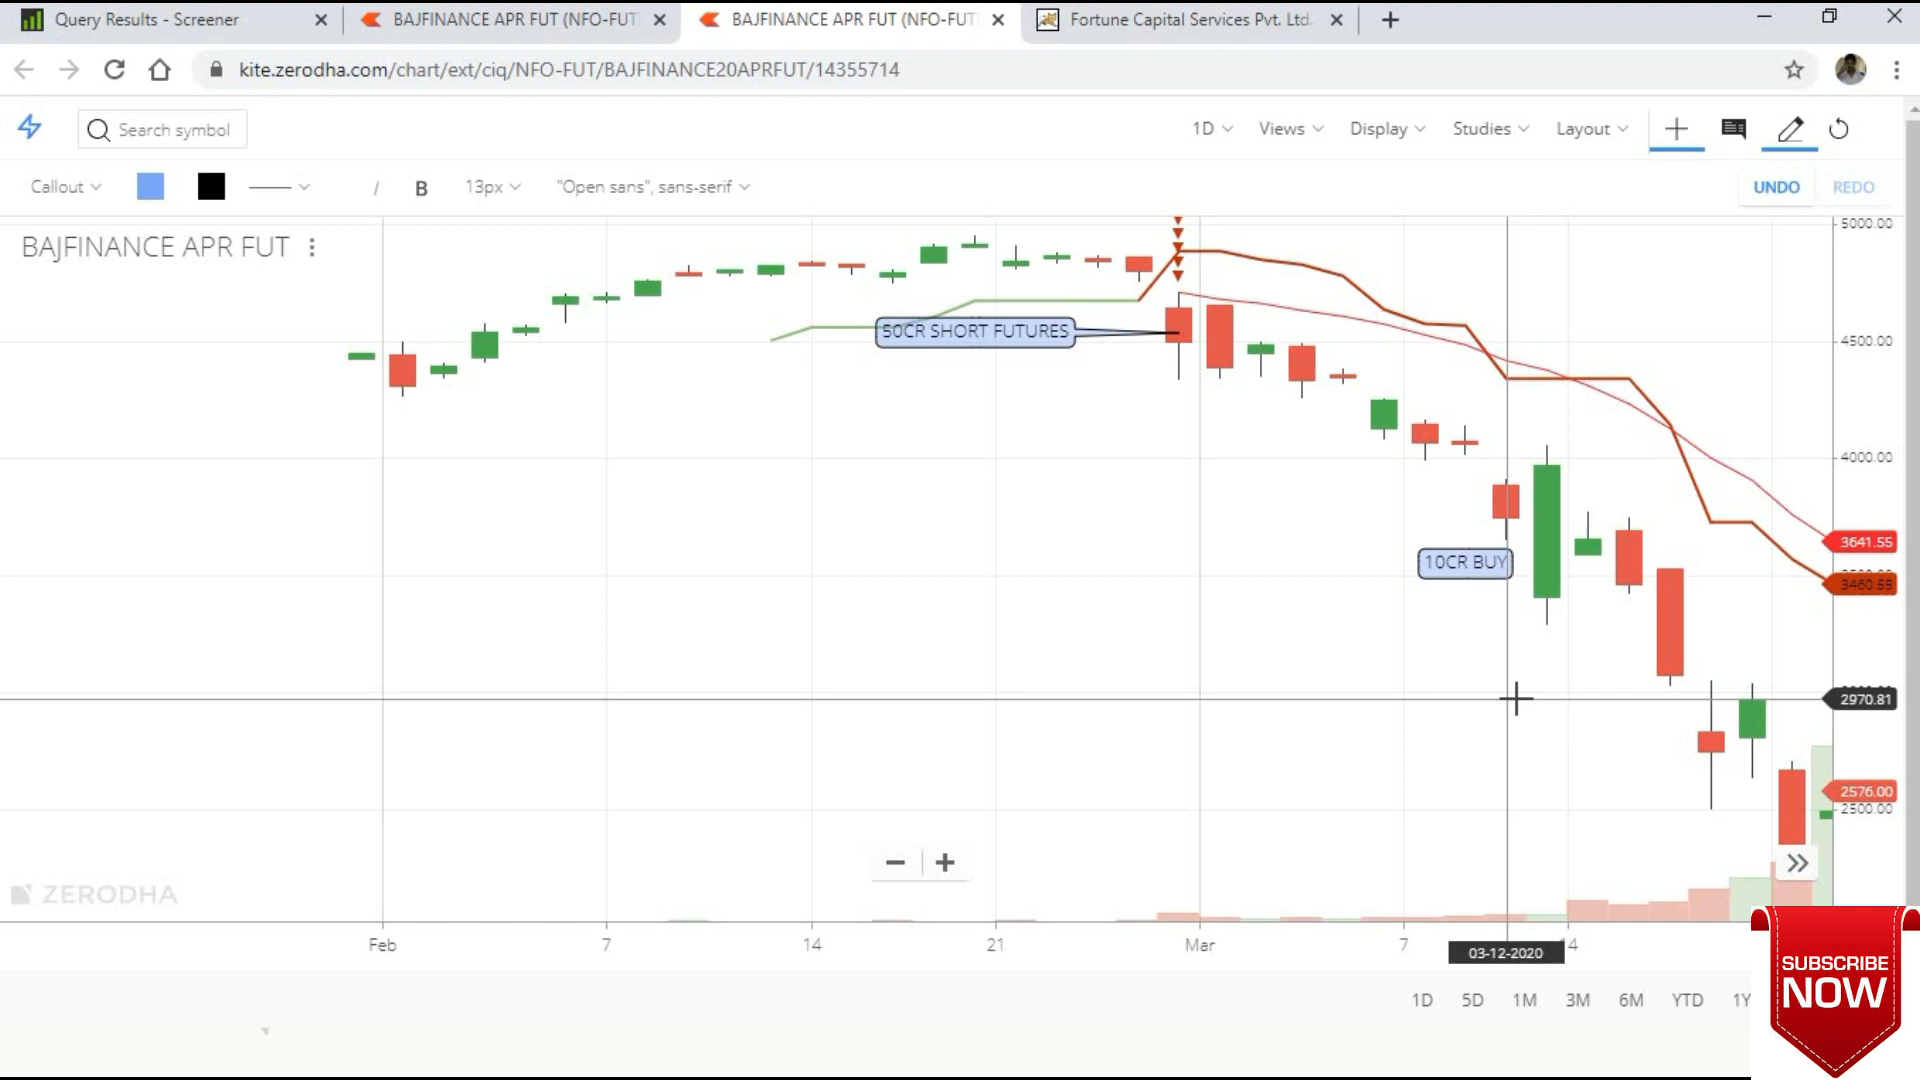 Query Results - Screener
BAJFINANCE APR FUT (NFO-FUT
BAJFINANCE APR FUT (NFO-FUT
Fortune Capital Services Pvt. Ltd.
kite.zerodha.com/chart/ext/ciq/NFO-FUT/BAJFINANCE20APRFUT/14355714
Search symbol
1D Views Display Studies Layout
Callout / B 13px "Open sans", sans-serif UNDO REDO
BAJFINANCE APR FUT
5000.00
50CR SHORT FUTURES
4500.00
4000.00
3641.55
10CR BUY
3460.55
2970.81
2576.00
2500.00
ZERODHA
Feb 7 14 21 Mar 7 03-12-2020 4
1D 5D 1M 3M 6M YTD 1Y
SUBSCRIBE
NOW